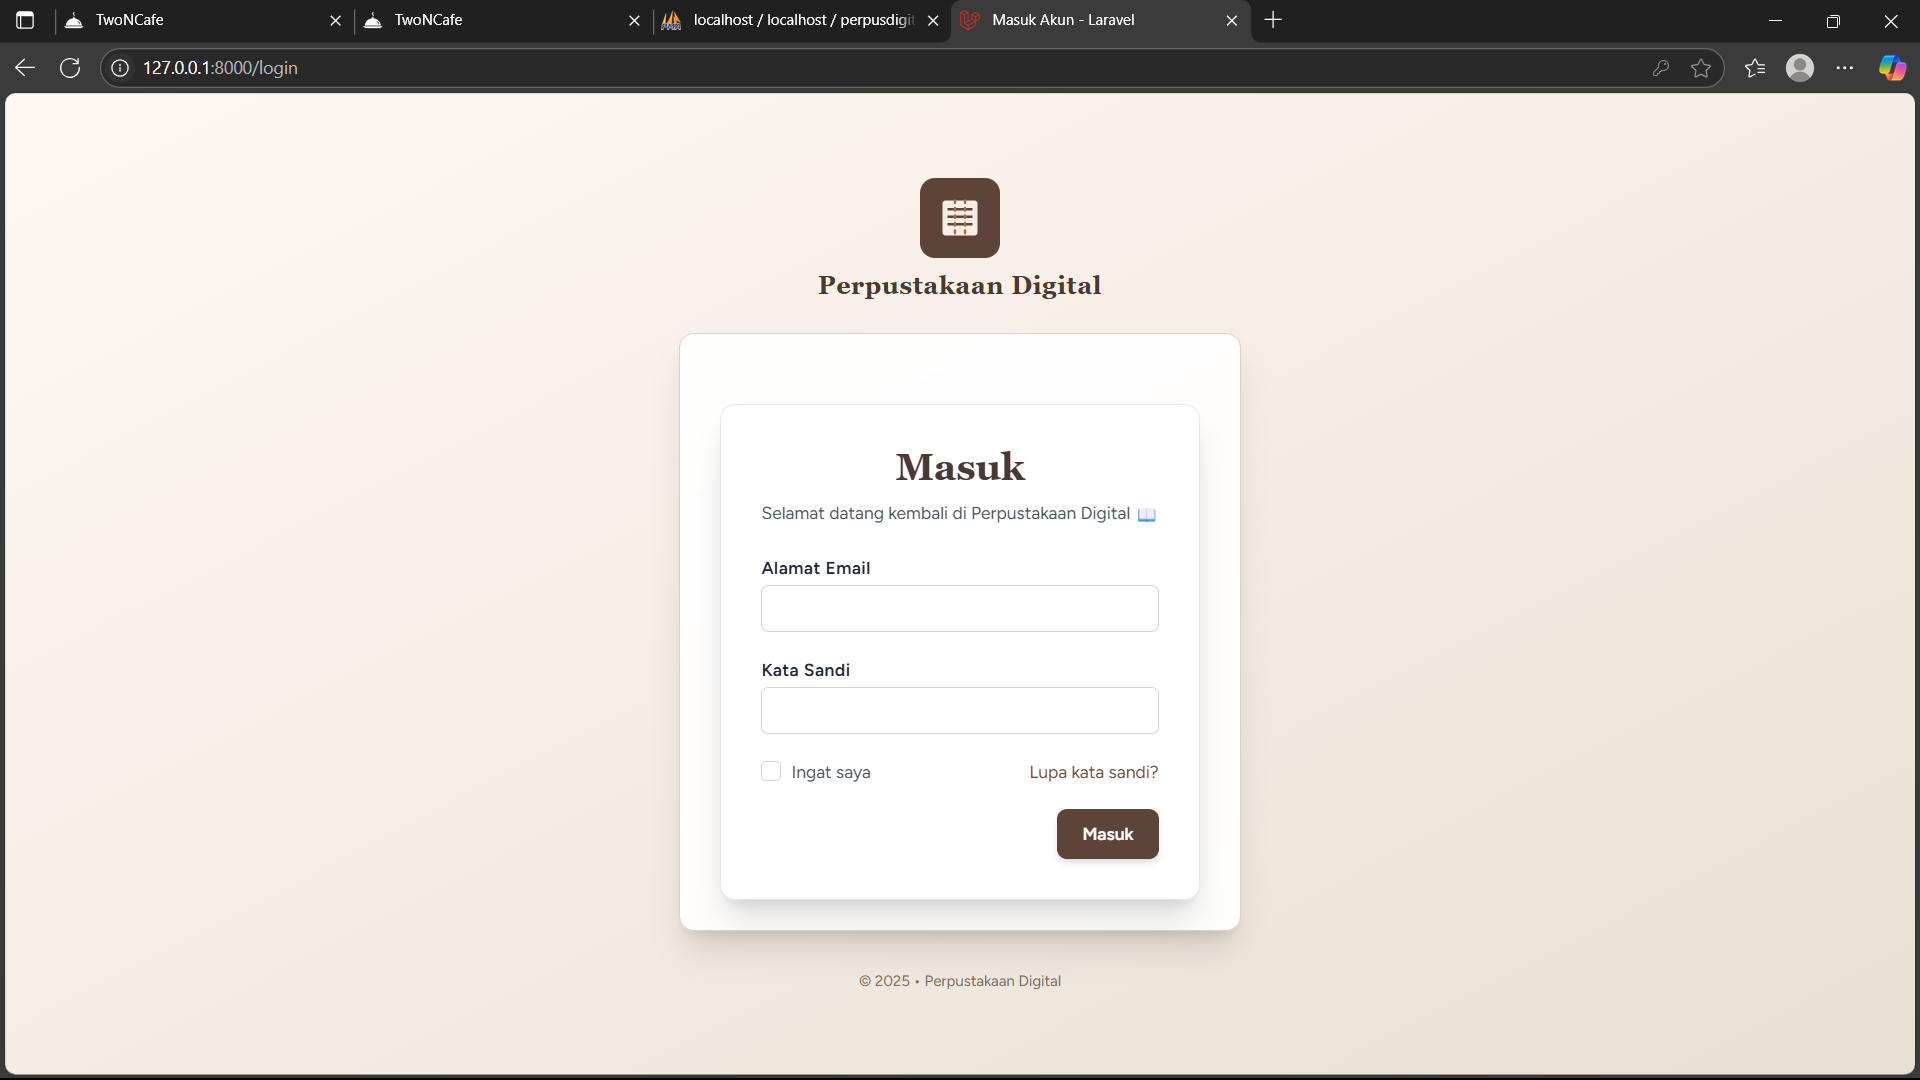 TwoNCafe
TwoNCafe
localhost / localhost / perpusdigit
Masuk Akun - Laravel
127.0.0.1:8000/login
Perpustakaan Digital
Masuk
Selamat datang kembali di Perpustakaan Digital 📖
Alamat Email
Kata Sandi
Ingat saya
Lupa kata sandi?
Masuk
© 2025 • Perpustakaan Digital